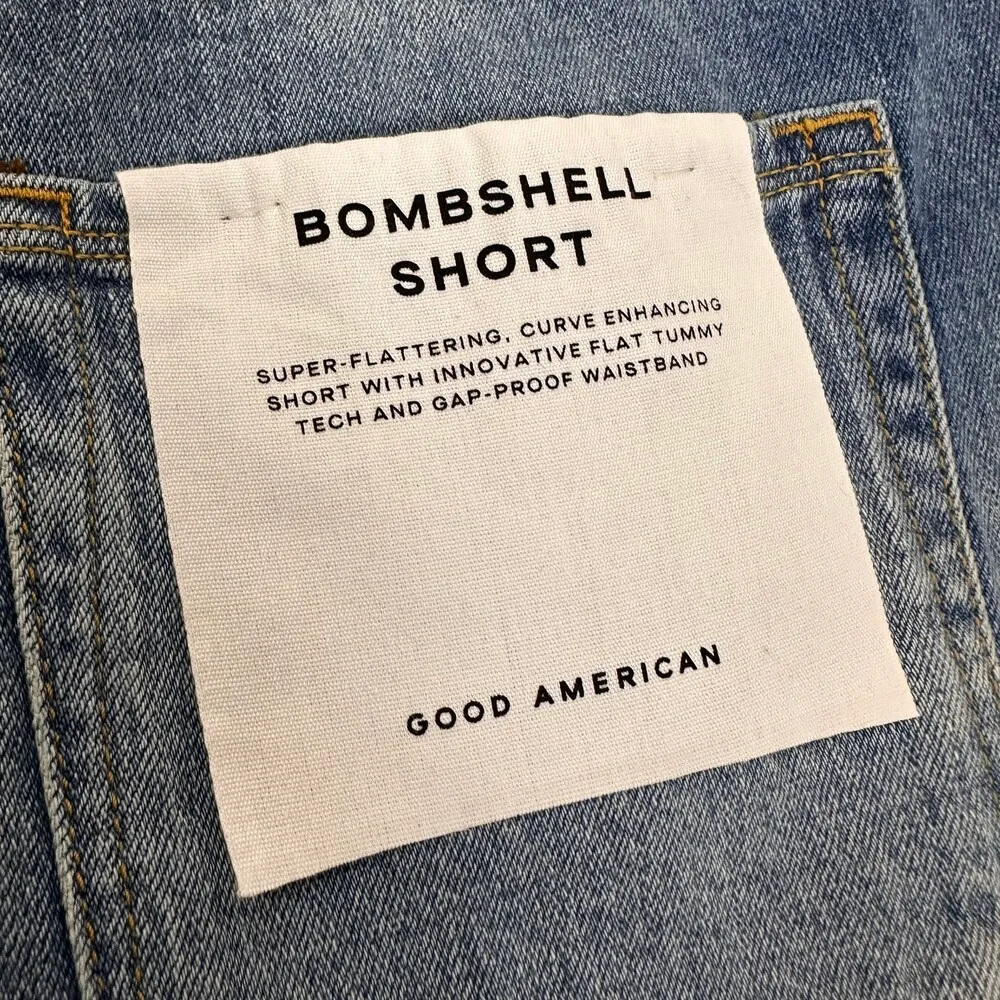 BOMBSHELL
SHORT
SUPER-FLATTERING, CURVE ENHANCING
SHORT WITH INNOVATIVE FLAT TUMMY
TECH AND GAP-PROOF WAISTBAND
GOOD AMERICAN